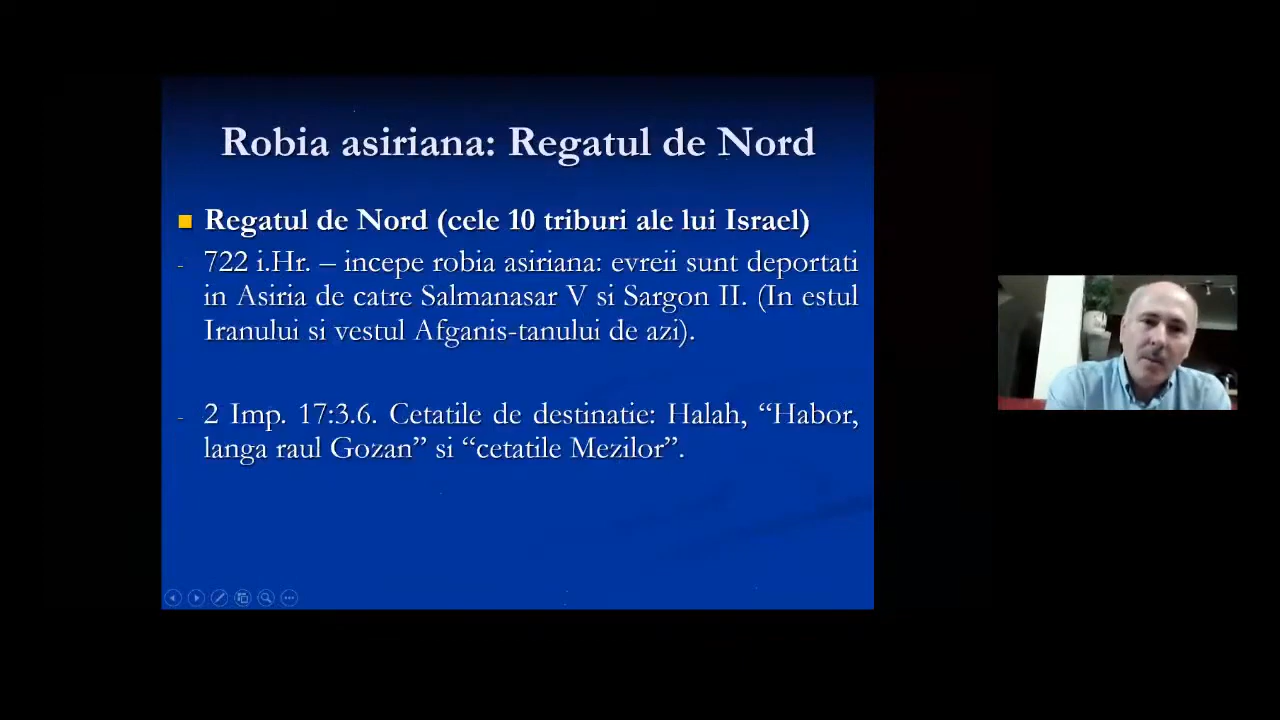 Robia asiriana: Regatul de Nord
Regatul de Nord (cele 10 triburi ale lui Israel)
- 722 i.Hr. – incepe robia asiriana: evreii sunt deportati
in Asiria de catre Salmanasar V si Sargon II. (In estul
Iranului si vestul Afganis-tanului de azi).
- 2 Imp. 17:3.6. Cetatile de destinatie: Halah, “Habor,
langa raul Gozan” si “cetatile Mezilor”.